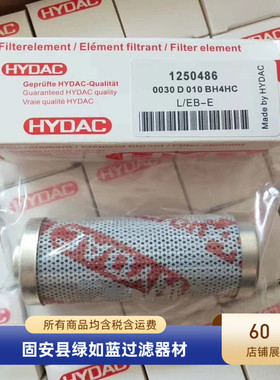 HYDAC
Filterelement / Elément filtrant / Filter element
Geprüfte HYDAC-Qualität
Guaranteed HYDAC quality
Vraie qualité HYDAC
HYDAC
1250486
0030 D 010 BH4HC
L/EB-E
Made by HYDAC
HYDAC
HYDAC
所有商品均含税含运费
固安县绿如蓝过滤器材
60
店铺展